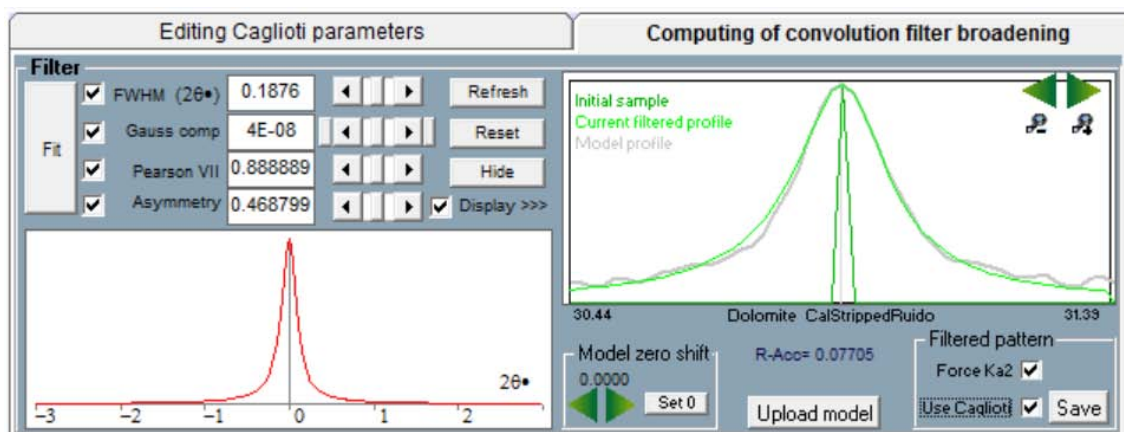 Editing Caglioti parameters
Computing of convolution filter broadening
Filter
Fit
FWHM (2θ•) 0.1876 Refresh
Gauss comp 4E-08 Reset
Pearson VII 0.888889 Hide
Asymmetry 0.468799 Display >>>
Initial sample
Current filtered profile
Model profile
30.44 Dolomite CalStrippedRuido 31.39
2θ•
-3 -2 -1 0 1 2
Model zero shift
0.0000
Set 0
R-Acc= 0.07705
Upload model
Filtered pattern
Force Ka2
Use Caglioti Save